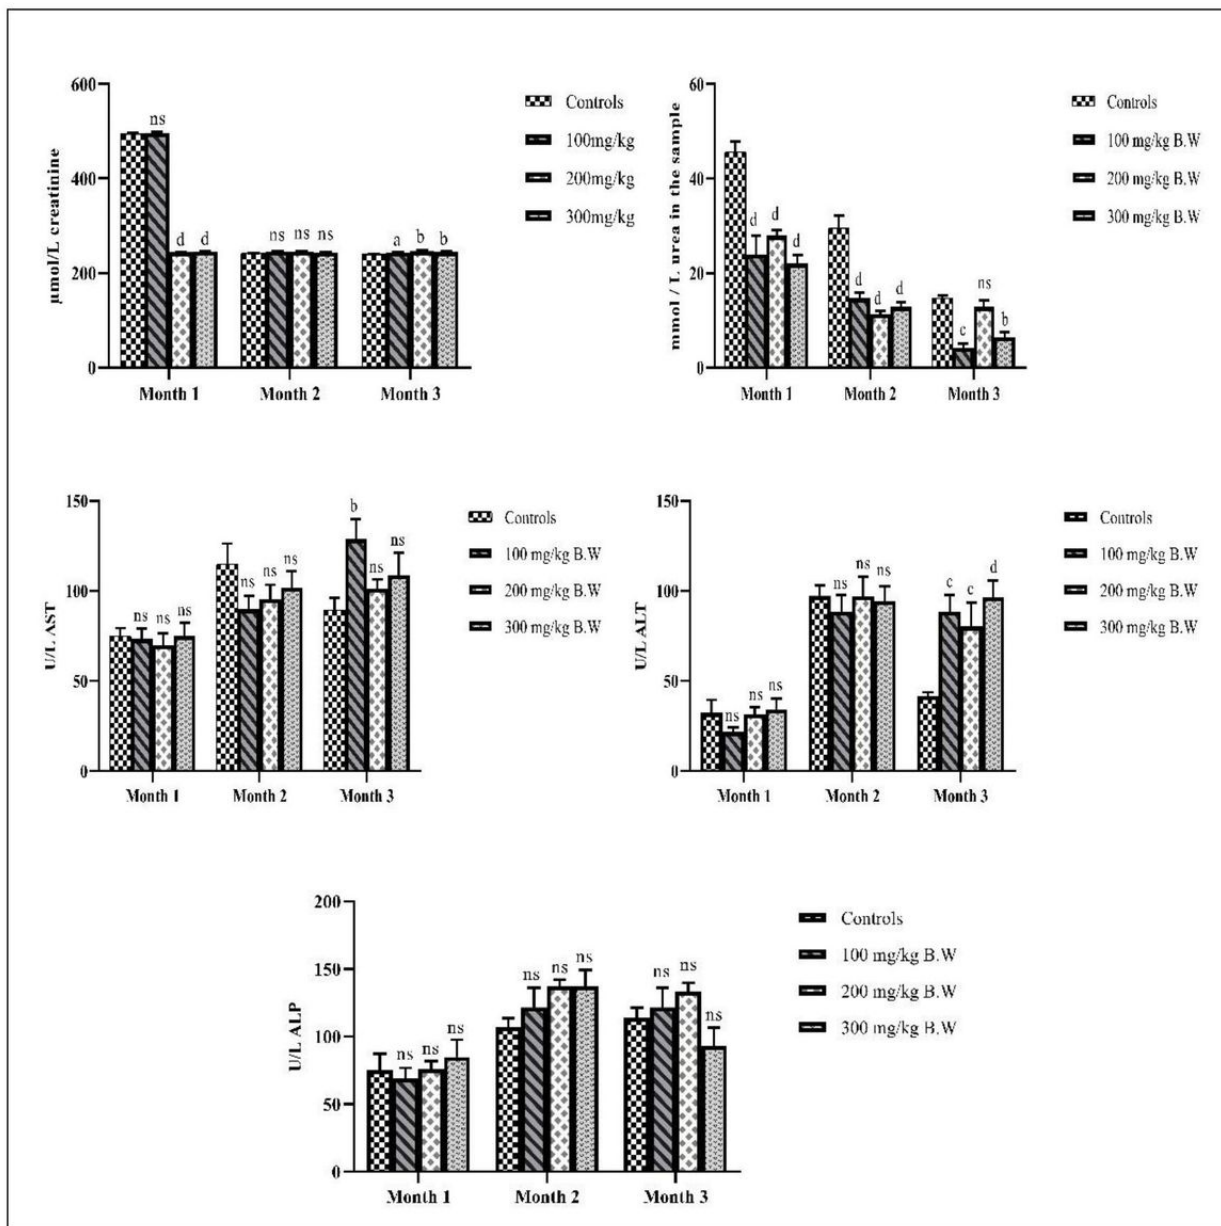 600
400
200
0
µmol/L creatinine
ns
d d
ns ns ns
a b b
Month 1 Month 2 Month 3
Controls
100mg/kg
200mg/kg
300mg/kg
60
40
20
0
mmol / L urea in the sample
d d d
d d d
c ns b
Month 1 Month 2 Month 3
Controls
100 mg/kg B.W
200 mg/kg B.W
300 mg/kg B.W
150
100
50
0
U/L AST
ns ns ns
ns ns ns
b ns ns
Month 1 Month 2 Month 3
Controls
100 mg/kg B.W
200 mg/kg B.W
300 mg/kg B.W
150
100
50
0
U/L ALT
ns ns ns
ns ns ns
c c d
Month 1 Month 2 Month 3
Controls
100 mg/kg B.W
200 mg/kg B.W
300 mg/kg B.W
200
150
100
50
0
U/L ALP
ns ns ns
ns ns ns
ns ns ns
Month 1 Month 2 Month 3
Controls
100 mg/kg B.W
200 mg/kg B.W
300 mg/kg B.W